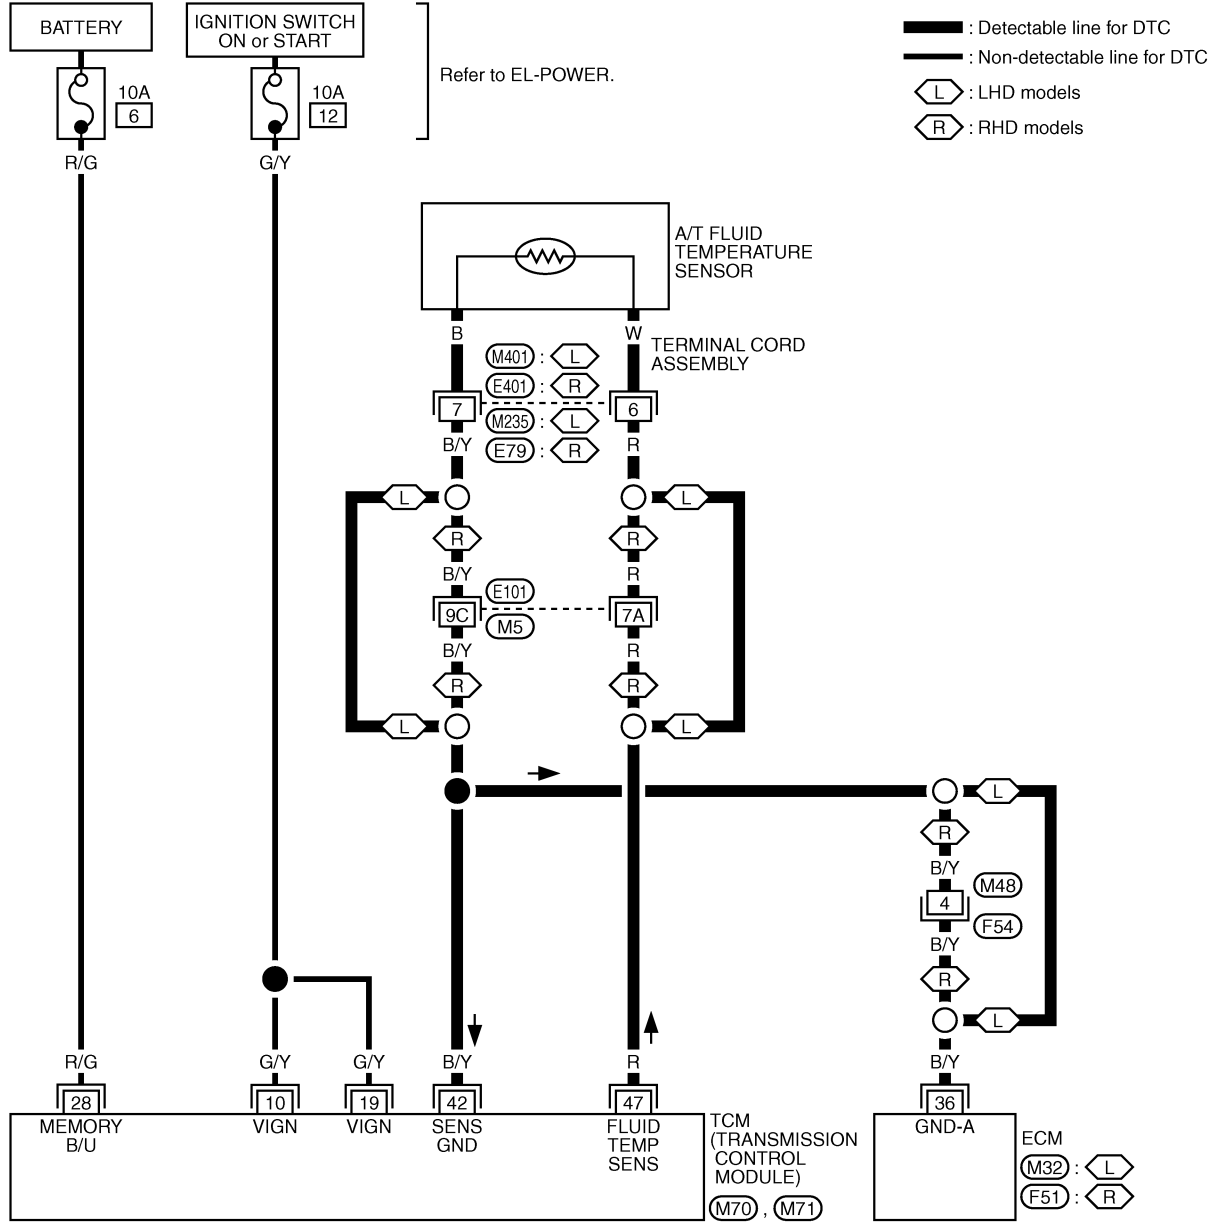 BATTERY
IGNITION SWITCH
ON or START
10A
6
10A
12
Refer to EL-POWER.
: Detectable line for DTC
: Non-detectable line for DTC
L : LHD models
R : RHD models
R/G
G/Y
A/T FLUID
TEMPERATURE
SENSOR
B
W
TERMINAL CORD
ASSEMBLY
M401 : L
E401 : R
7
6
M235 : L
E79 : R
B/Y
R
L
L
R
R
B/Y
R
E101
9C
7A
M5
B/Y
R
R
R
L
L
L
R
B/Y
M48
4
F54
B/Y
R
L
R/G
G/Y
G/Y
B/Y
R
B/Y
28
10
19
42
47
36
MEMORY
B/U
VIGN
VIGN
SENS
GND
FLUID
TEMP
SENS
TCM
(TRANSMISSION
CONTROL
MODULE)
M70 , M71
GND-A
ECM
M32 : L
F51 : R